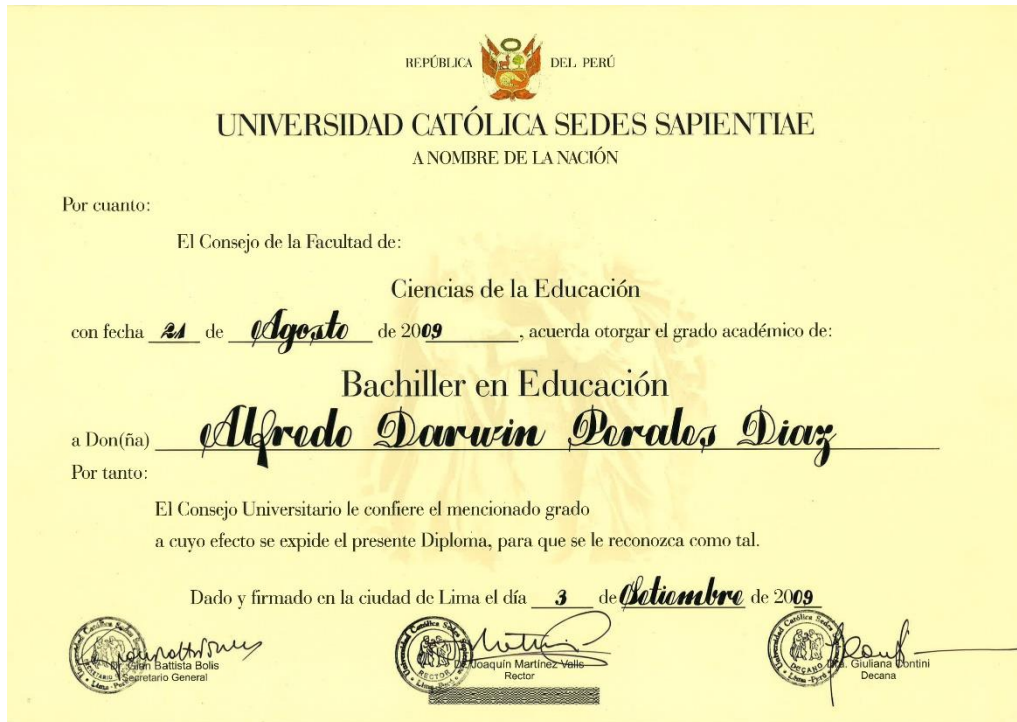 REPÚBLICA DEL PERÚ
UNIVERSIDAD CATÓLICA SEDES SAPIENTIAE
A NOMBRE DE LA NACIÓN
Por cuanto:
El Consejo de la Facultad de:
Ciencias de la Educación
con fecha 21 de Agosto de 2009, acuerda otorgar el grado académico de:
Bachiller en Educación
a Don(ña) Alfredo Darwin Perales Diaz
Por tanto:
El Consejo Universitario le confiere el mencionado grado
a cuyo efecto se expide el presente Diploma, para que se le reconozca como tal.
Dado y firmado en la ciudad de Lima el día 3 de Setiembre de 2009
Dr. Gian Battista Bolis
Secretario General
Dr. Joaquín Martínez Valls
Rector
Dra. Giuliana Contini
Decana